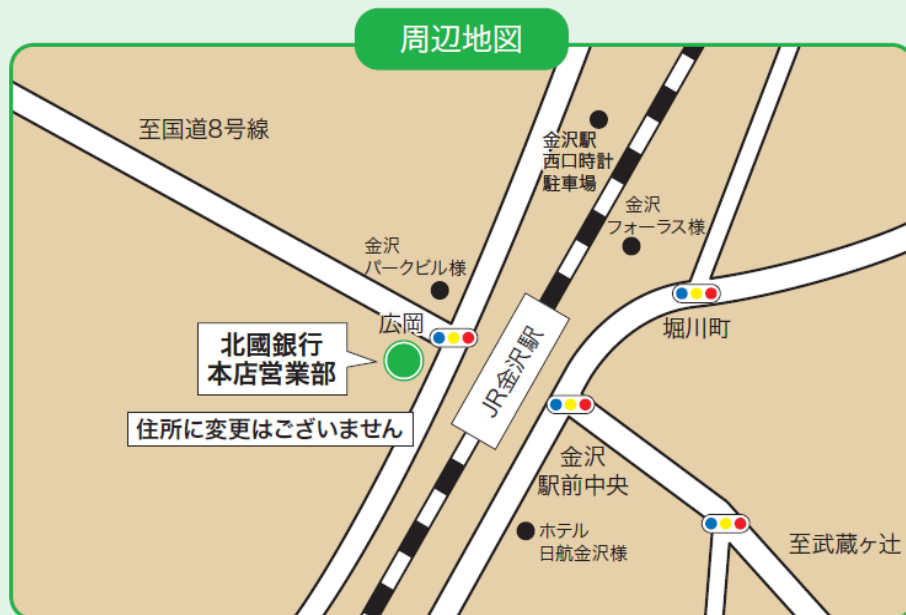 周辺地図
至国道8号線
金沢駅
西口時計
駐車場
金沢
フォーラス様
金沢
パークビル様
広岡
堀川町
北國銀行
本店営業部
JR金沢駅
住所に変更はございません
金沢
駅前中央
ホテル
日航金沢様
至武蔵ヶ辻